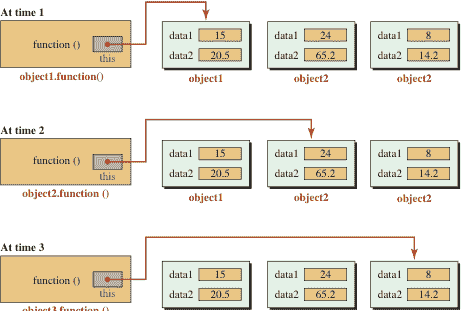 At time 1
function ()
this
object1.function()
data1 15
data2 20.5
object1
data1 24
data2 65.2
object2
data1 8
data2 14.2
object2
At time 2
function ()
this
object2.function ()
data1 15
data2 20.5
object1
data1 24
data2 65.2
object2
data1 8
data2 14.2
object2
At time 3
function ()
this
object3.function ()
data1 15
data2 20.5
data1 24
data2 65.2
data1 8
data2 14.2